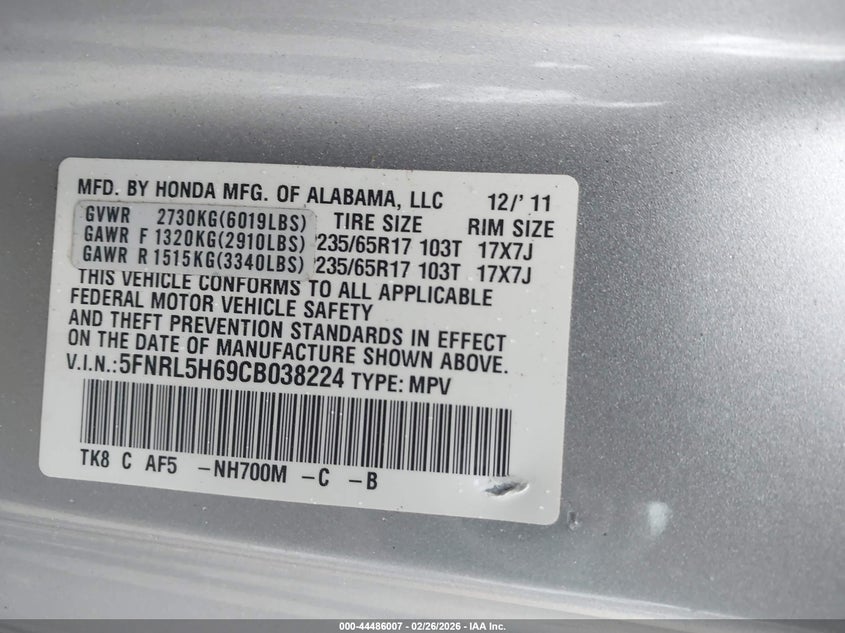 MFD. BY HONDA MFG. OF ALABAMA, LLC 12/' 11
GVWR 2730KG(6019LBS) TIRE SIZE RIM SIZE
GAWR F 1320KG(2910LBS) 235/65R17 103T 17X7J
GAWR R 1515KG(3340LBS) 235/65R17 103T 17X7J
THIS VEHICLE CONFORMS TO ALL APPLICABLE
FEDERAL MOTOR VEHICLE SAFETY
AND THEFT PREVENTION STANDARDS IN EFFECT
ON THE DATE OF MANUFACTURE SHOWN ABOVE.
V.I.N.:5FNRL5H69CB038224 TYPE: MPV
TK8 C AF5 -NH700M -C -B
000-44486007 - 02/26/2026 - IAA Inc.